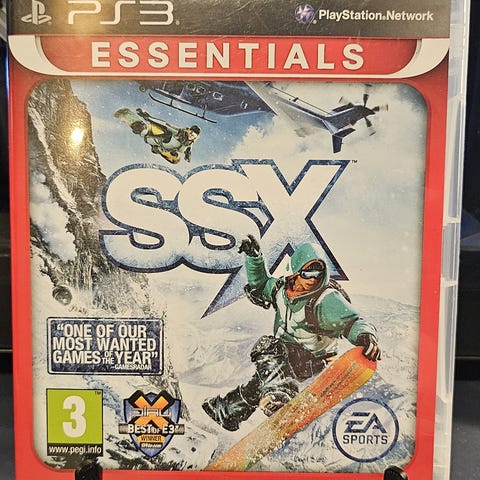 PS3
PlayStation®Network
ESSENTIALS
SSX™
"ONE OF OUR
MOST WANTED
GAMES OF THE YEAR"
—GAMESRADAR
3
www.pegi.info
BEST OF E3
WINNER
EA
SPORTS